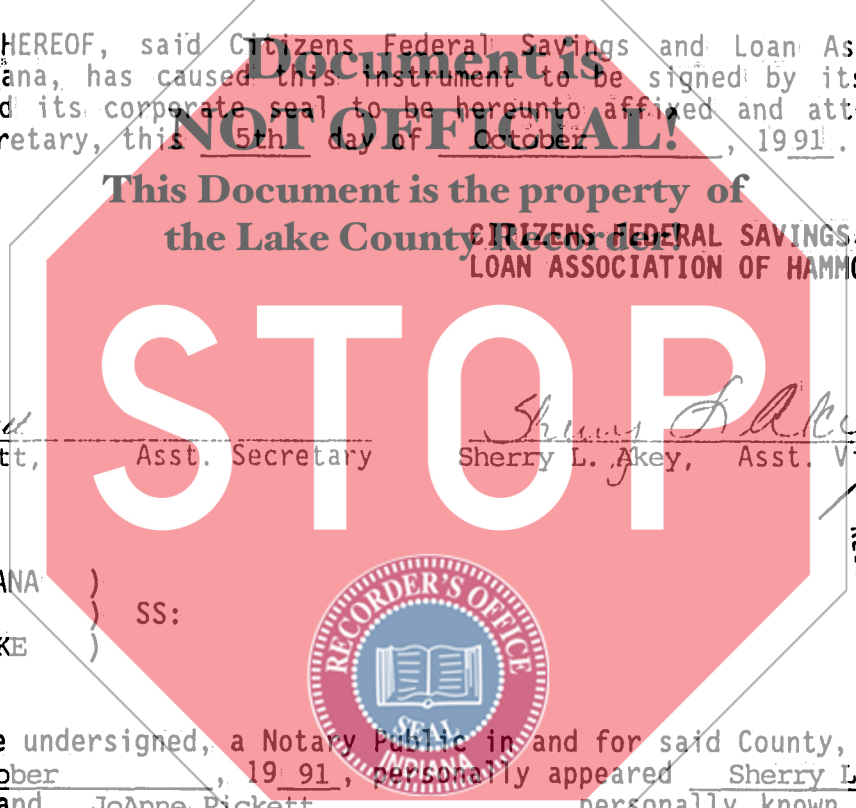 HEREOF, said Citizens Federal Savings and Loan As
ana, has caused this instrument to be signed by its
d its corporate seal to be hereunto affixed and att
retary, this 5th day of October, 1991.
Document is
NOT OFFICIAL!
This Document is the property of
the Lake County Recorder!
CITIZENS FEDERAL SAVINGS
LOAN ASSOCIATION OF HAMMO
STOP
tt, Asst. Secretary Sherry L. Akey, Asst. Vi
ANA )
) SS:
KE )
RECORDER'S OFFICE
SEAL
INDIANA
e undersigned, a Notary Public in and for said County,
ober, 19 91, personally appeared Sherry L
and JoAnne Pickett personally known